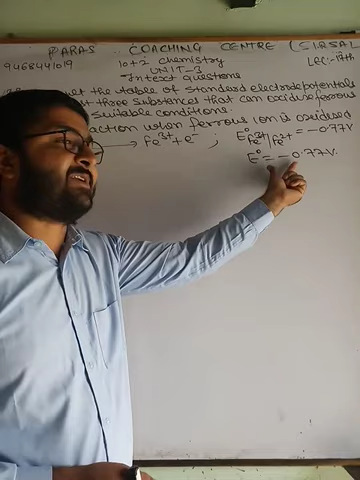 PARAS COACHING CENTRE (SIRSA)
9468441019 10+2 chemistry Lec:-17th
UNIT-3
Intext questions
the table of standard electrode potentials
three substances that can oxidise ferrous
suitable conditions.
action when ferrous ion is oxidised
→ Fe³⁺ + e⁻ ; E°Fe³⁺/Fe²⁺ = -0.77V
E° = -0.77V.